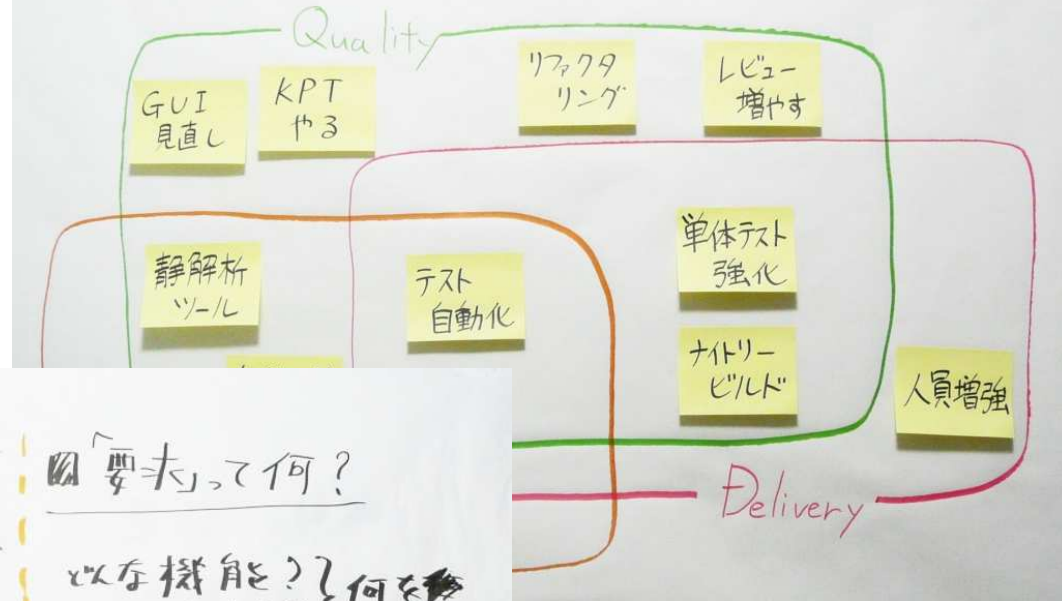 Quality
GUI
見直し
KPT
やる
リファクタ
リング
レビュー
増やす
静解析
ツール
テスト
自動化
単体テスト
強化
ナイトリー
ビルド
人員増強
Delivery
「要求」って何?
どんな機能を?